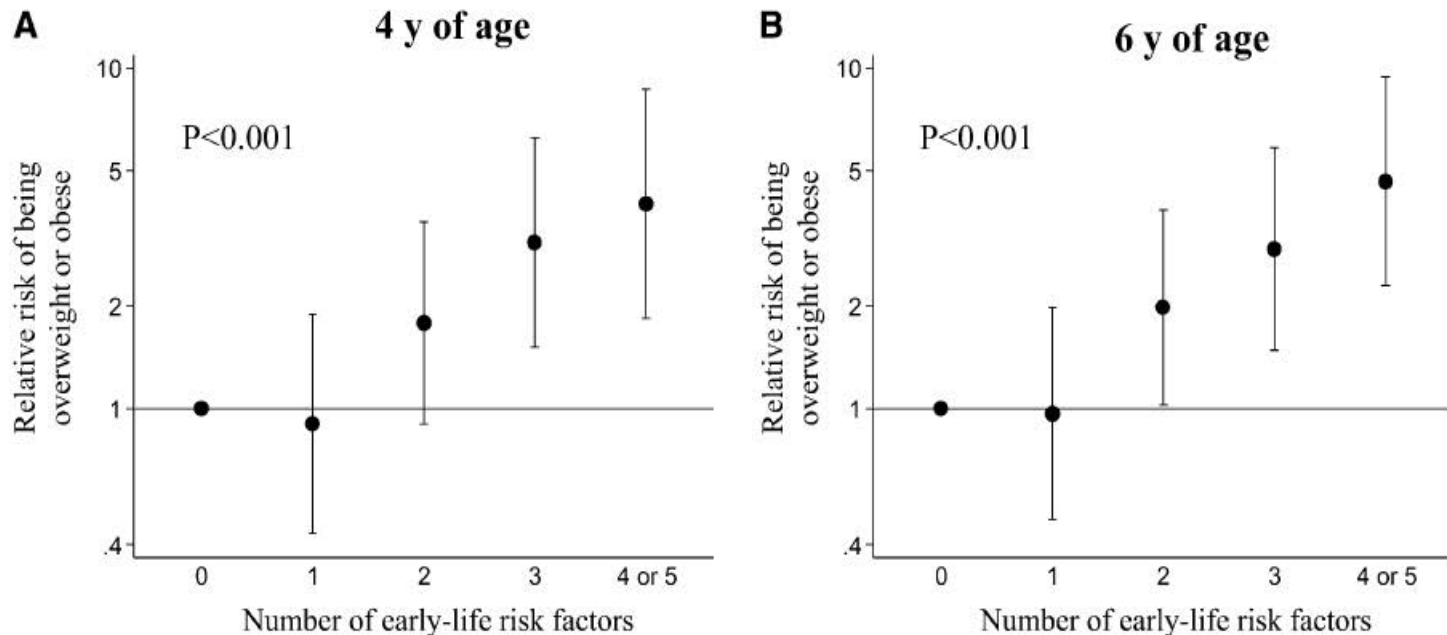 A
4 y of age
P<0.001
Relative risk of being
overweight or obese
10
5
2
1
.4
0 1 2 3 4 or 5
Number of early-life risk factors
B
6 y of age
P<0.001
Relative risk of being
overweight or obese
10
5
2
1
.4
0 1 2 3 4 or 5
Number of early-life risk factors